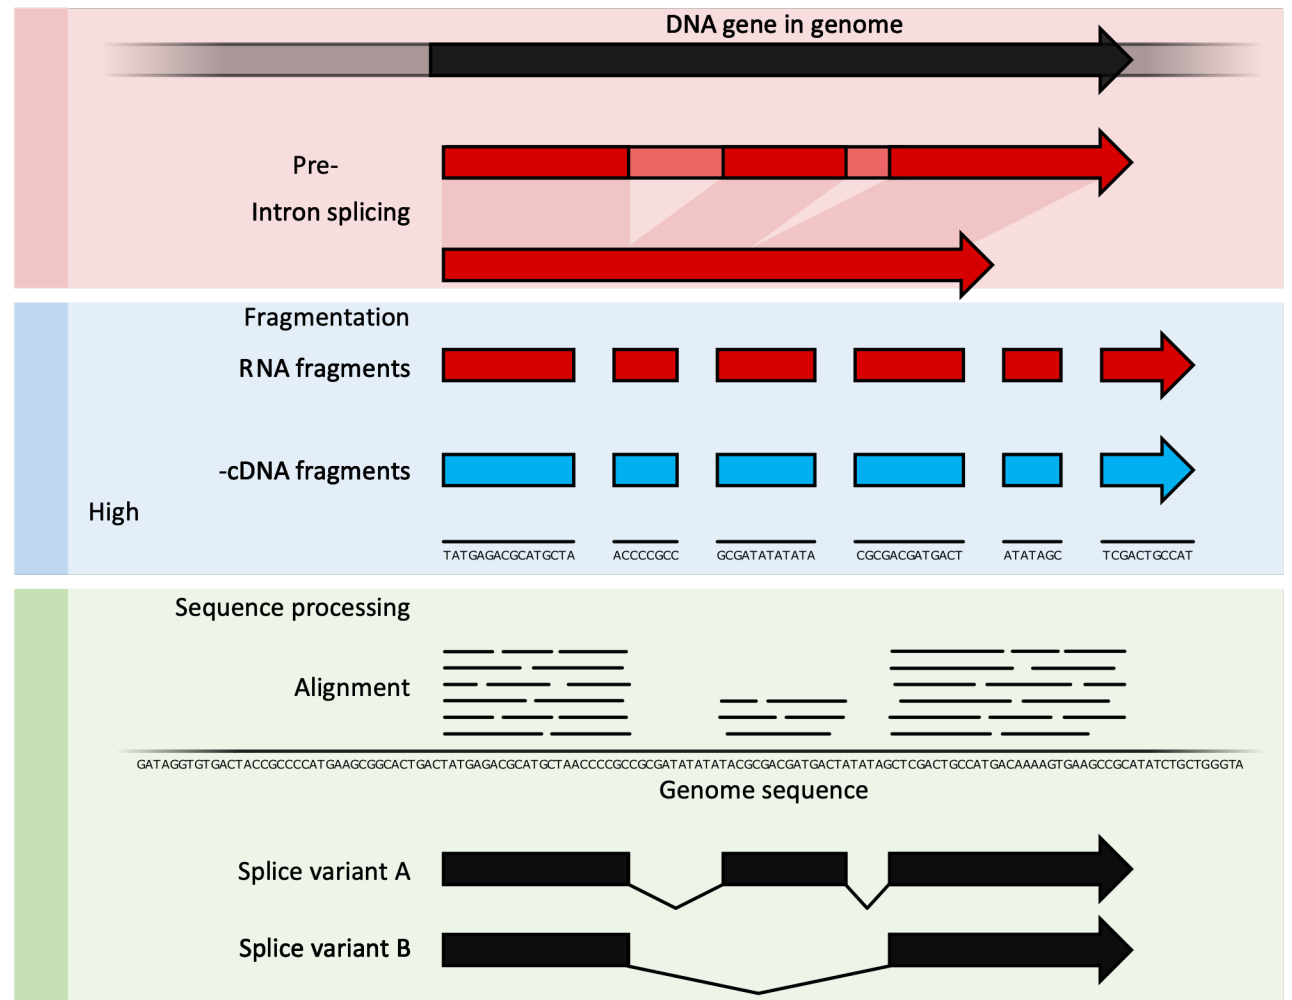 DNA gene in genome
Pre-
Intron splicing
Fragmentation
RNA fragments
-cDNA fragments
High
TATGAGACGCATGCTA ACCCCGCC GCGATATATATA CGCGACGATGACT ATATAGC TCGACTGCCAT
Sequence processing
Alignment
GATAGGTGTGACTACCGCCCCATGAAGCGGCACTGACTATGAGACGCATGCTAACCCCGCCGCGATATATATACGCGACGATGACTATATAGCTCGACTGCCATGACAAAAGTGAAGCCGCATATCTGCTGGGTA
Genome sequence
Splice variant A
Splice variant B